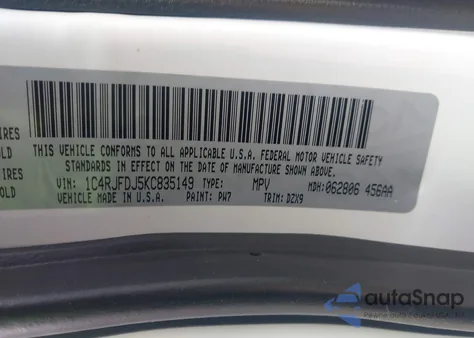 IRES
OLD
IRES
OLD
THIS VEHICLE CONFORMS TO ALL APPLICABLE U.S.A. FEDERAL MOTOR VEHICLE SAFETY
STANDARDS IN EFFECT ON THE DATE OF MANUFACTURE SHOWN ABOVE.
VIN: 1C4RJFDJ5KC835149 TYPE: MPV MDH: 062806 456AA
VEHICLE MADE IN U.S.A. PAINT: PW7 TRIM: DZX9
autoSnap